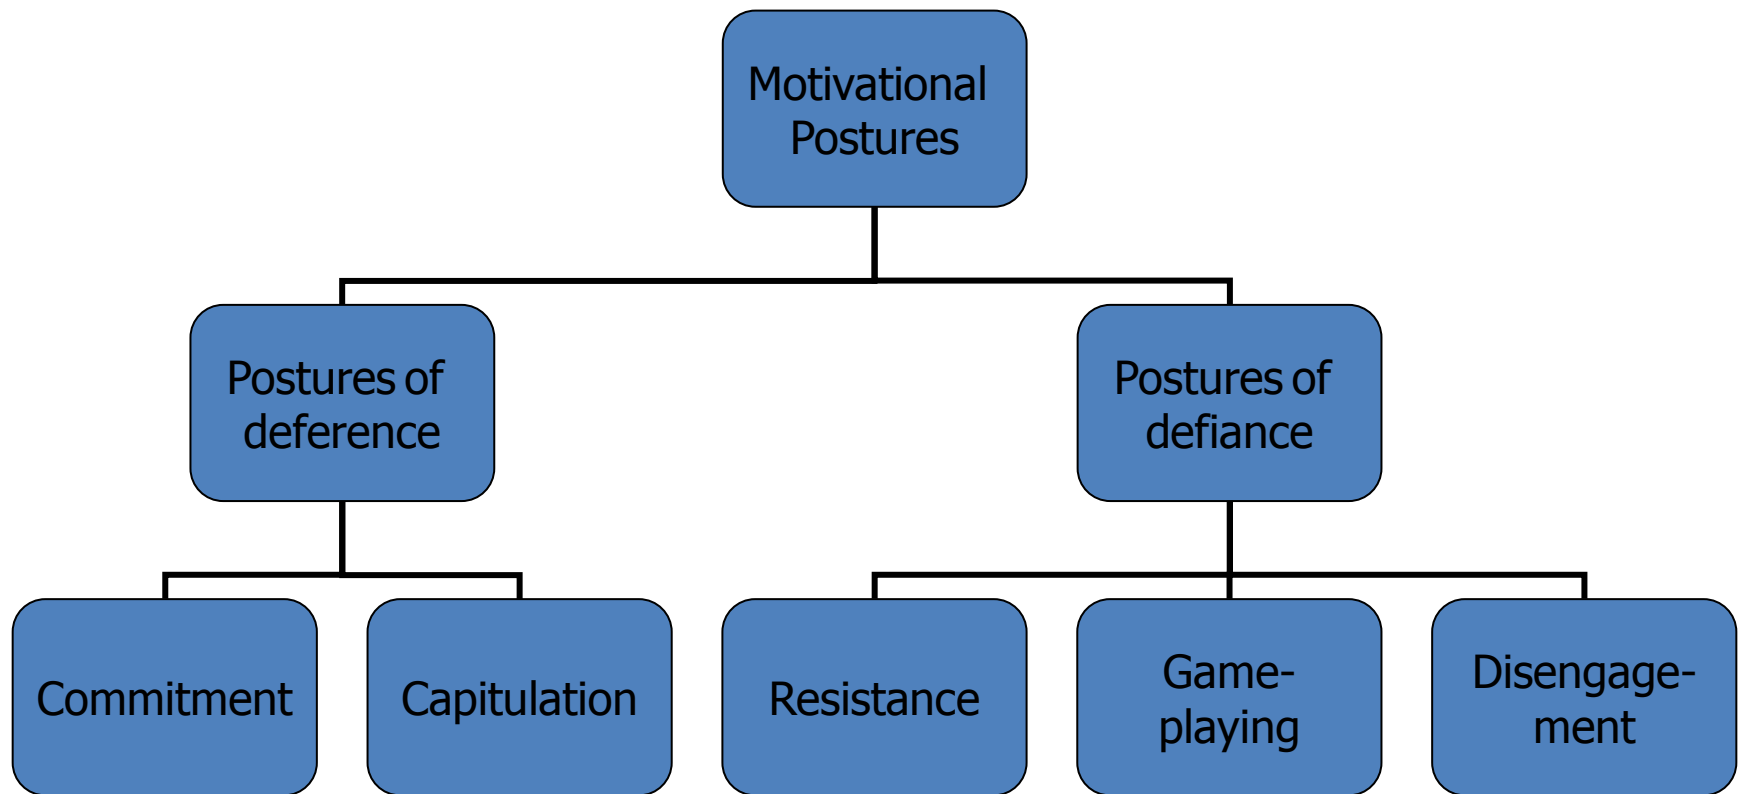 Motivational
Postures
Postures of
deference
Postures of
defiance
Commitment
Capitulation
Resistance
Game-
playing
Disengage-
ment